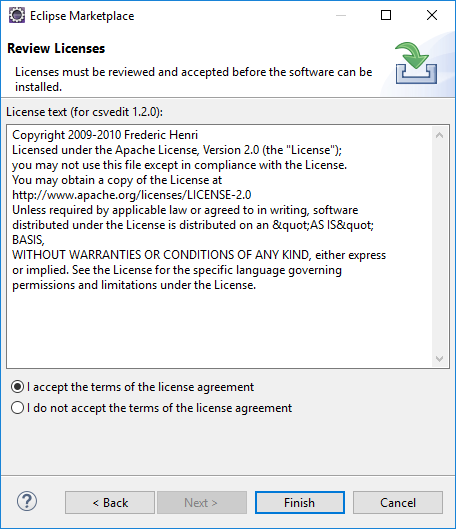 Eclipse Marketplace
Review Licenses
Licenses must be reviewed and accepted before the software can be
installed.
License text (for csvedit 1.2.0):
Copyright 2009-2010 Frederic Henri
Licensed under the Apache License, Version 2.0 (the "License");
you may not use this file except in compliance with the License.
You may obtain a copy of the License at
http://www.apache.org/licenses/LICENSE-2.0
Unless required by applicable law or agreed to in writing, software
distributed under the License is distributed on an &quot;AS IS&quot;
BASIS,
WITHOUT WARRANTIES OR CONDITIONS OF ANY KIND, either express
or implied. See the License for the specific language governing
permissions and limitations under the License.
I accept the terms of the license agreement
I do not accept the terms of the license agreement
? < Back Next > Finish Cancel